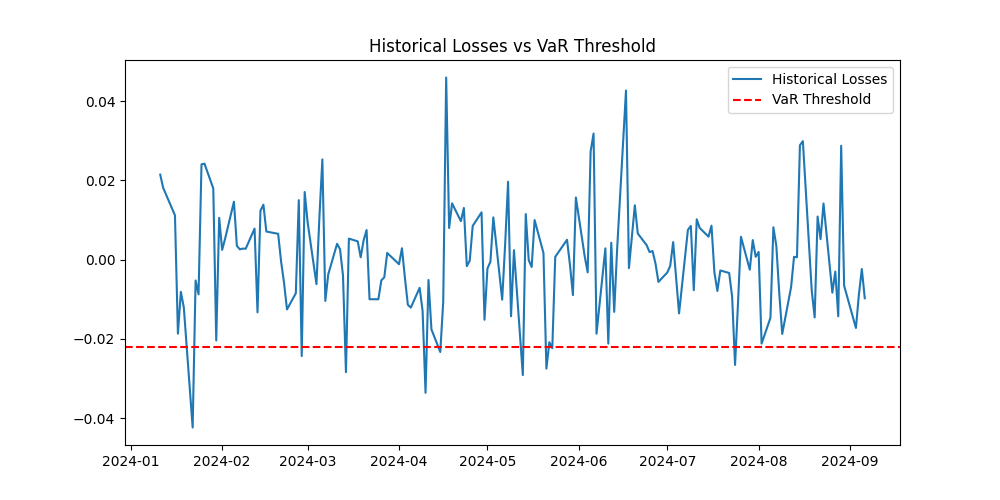 Historical Losses vs VaR Threshold
Historical Losses
VaR Threshold
0.04
0.02
0.00
−0.02
−0.04
2024-01 2024-02 2024-03 2024-04 2024-05 2024-06 2024-07 2024-08 2024-09